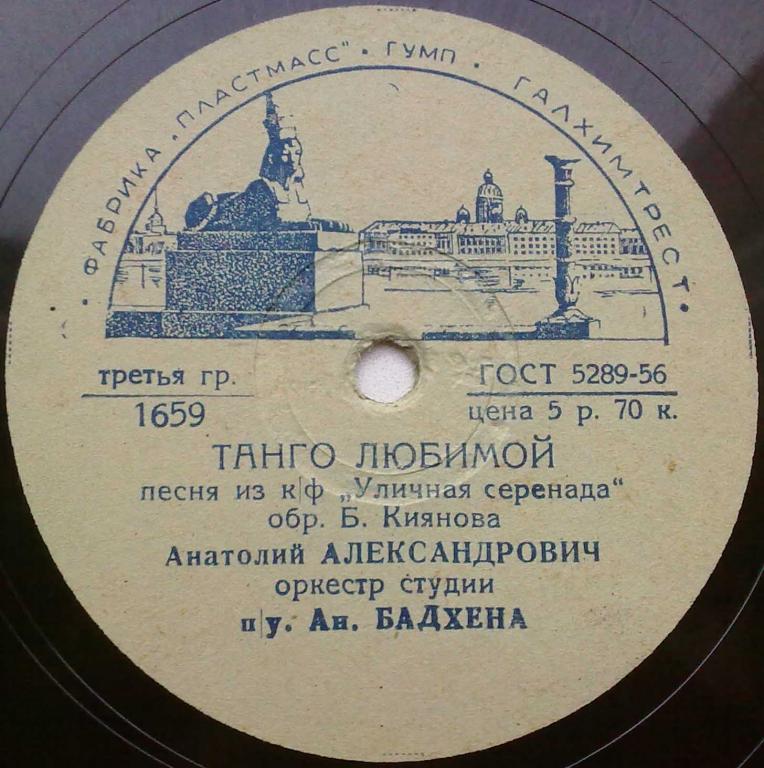 • ФАБРИКА „ПЛАСТМАСС“ • ГУМП • ГАЛХИМТРЕСТ •
третья гр.
1659
ГОСТ 5289-56
цена 5 р. 70 к.
ТАНГО ЛЮБИМОЙ
песня из к/ф „Уличная серенада“
обр. Б. Киянова
Анатолий АЛЕКСАНДРОВИЧ
оркестр студии
п/у. Ан. БАДХЕНА